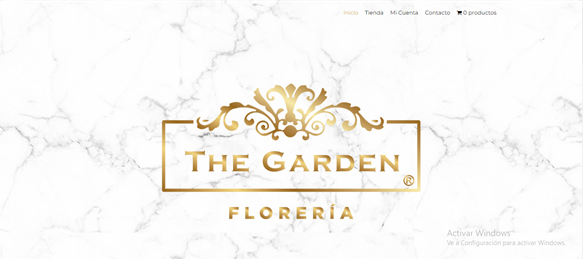 Inicio Tienda Mi Cuenta Contacto 0 productos
THE GARDEN
®
FLORERÍA
Activar Windows
Ve a Configuración para activar Windows.